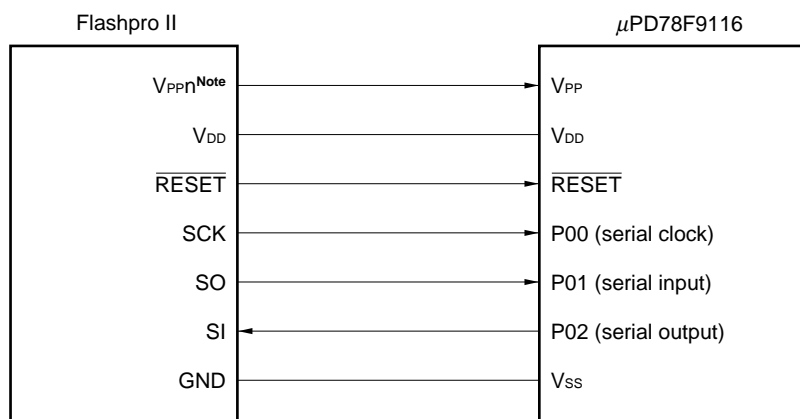 Flashpro II
μPD78F9116
VPPnNote
VPP
VDD
VDD
RESET
RESET
SCK
P00 (serial clock)
SO
P01 (serial input)
SI
P02 (serial output)
GND
VSS